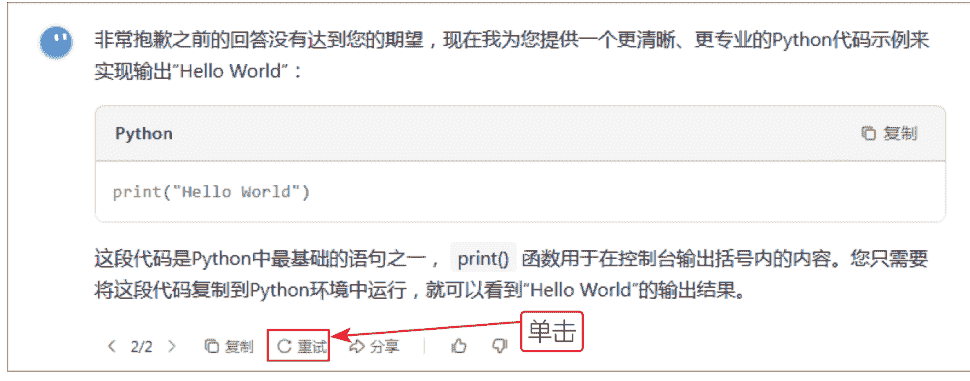 非常抱歉之前的回答没有达到您的期望，现在我为您提供一个更清晰、更专业的Python代码示例来
实现输出“Hello World”：
Python 复制
print("Hello World")
这段代码是Python中最基础的语句之一， print() 函数用于在控制台输出括号内的内容。您只需要
将这段代码复制到Python环境中运行，就可以看到“Hello World”的输出结果。
单击
< 2/2 > 复制 重试 分享